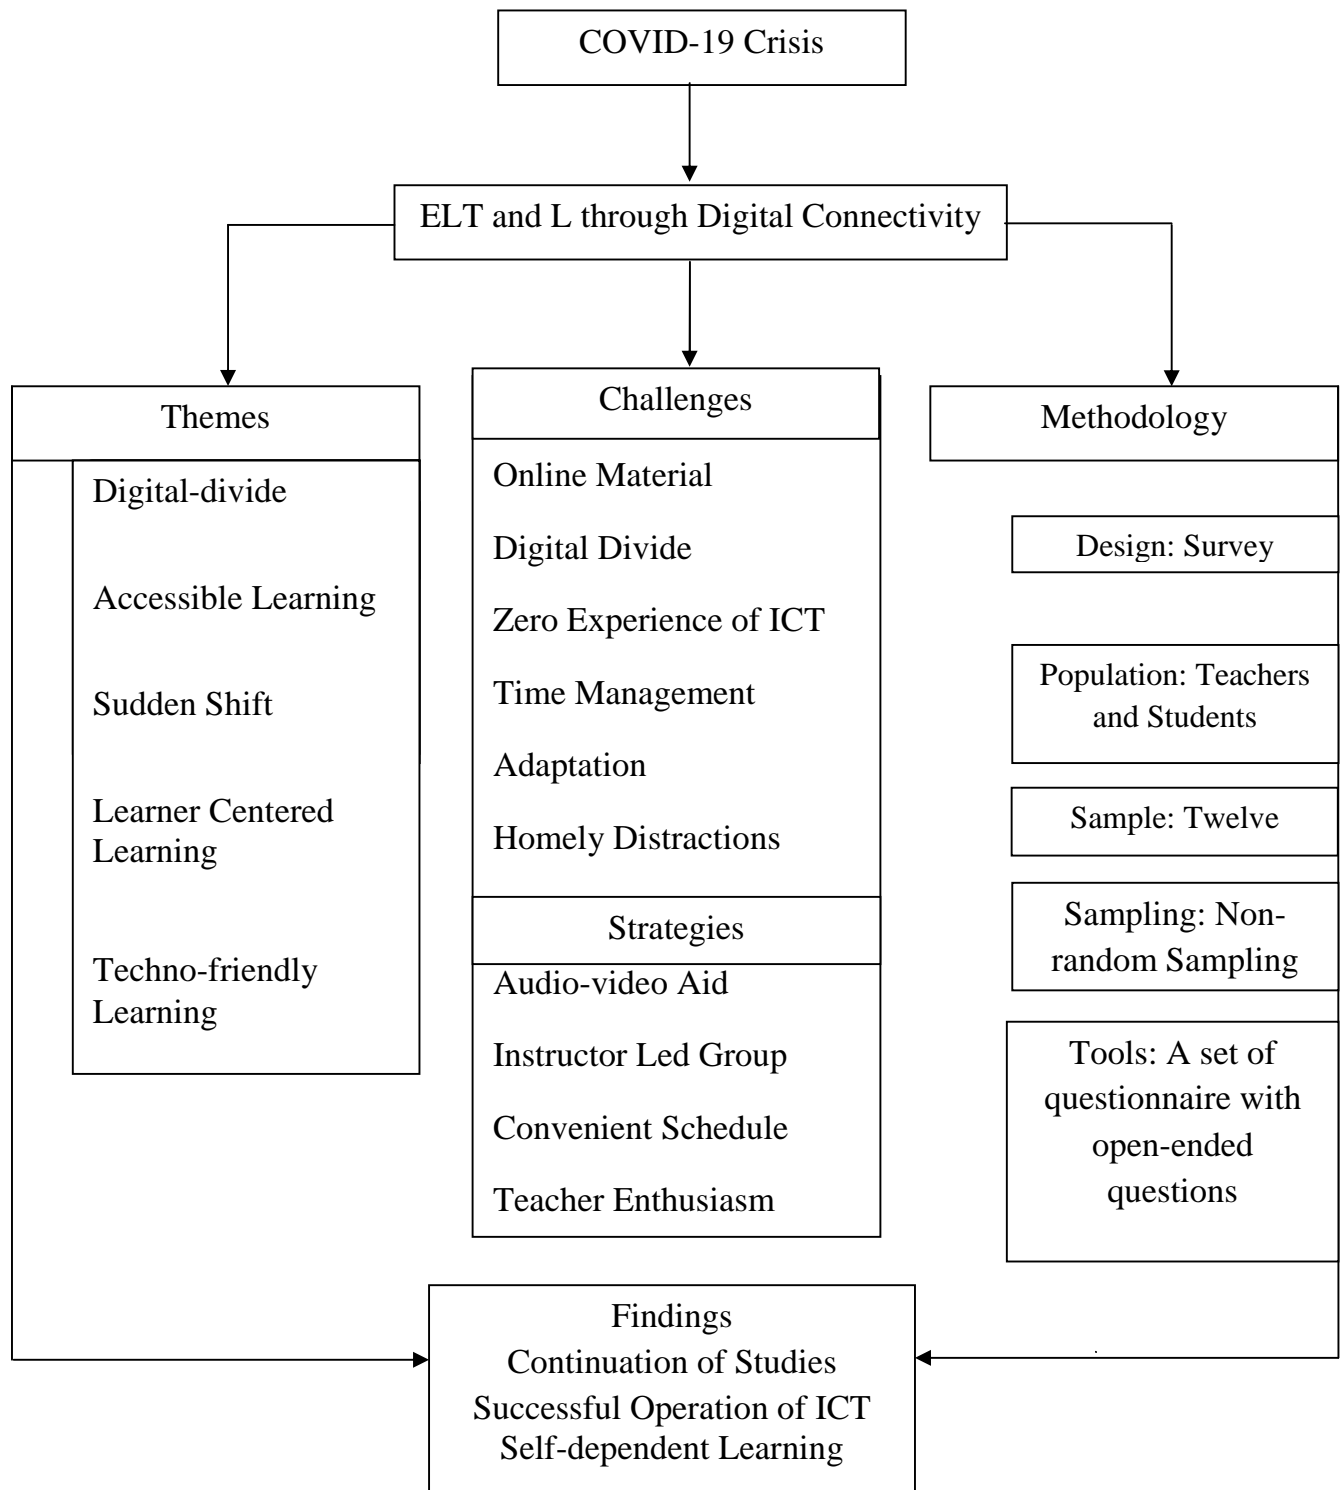 COVID-19 Crisis
ELT and L through Digital Connectivity
Themes
Digital-divide
Accessible Learning
Sudden Shift
Learner Centered
Learning
Techno-friendly
Learning
Challenges
Online Material
Digital Divide
Zero Experience of ICT
Time Management
Adaptation
Homely Distractions
Strategies
Audio-video Aid
Instructor Led Group
Convenient Schedule
Teacher Enthusiasm
Methodology
Design: Survey
Population: Teachers
and Students
Sample: Twelve
Sampling: Non-
random Sampling
Tools: A set of
questionnaire with
open-ended
questions
Findings
Continuation of Studies
Successful Operation of ICT
Self-dependent Learning